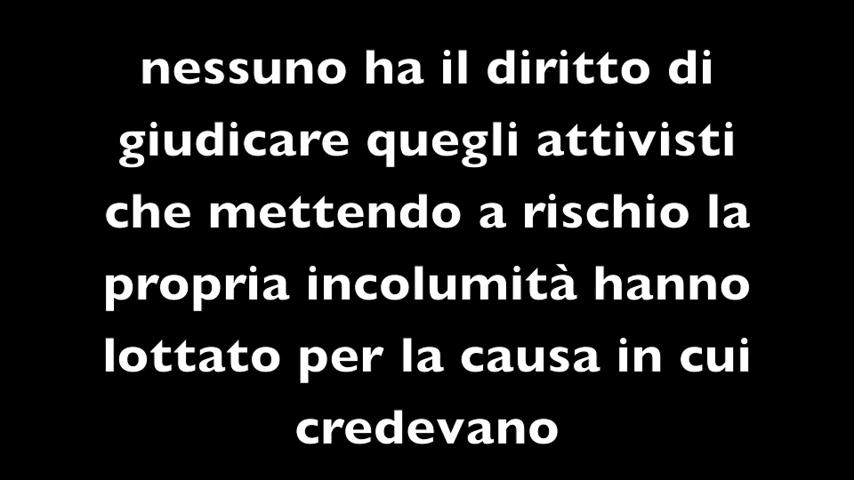 nessuno ha il diritto di
giudicare quegli attivisti
che mettendo a rischio la
propria incolumità hanno
lottato per la causa in cui
credevano